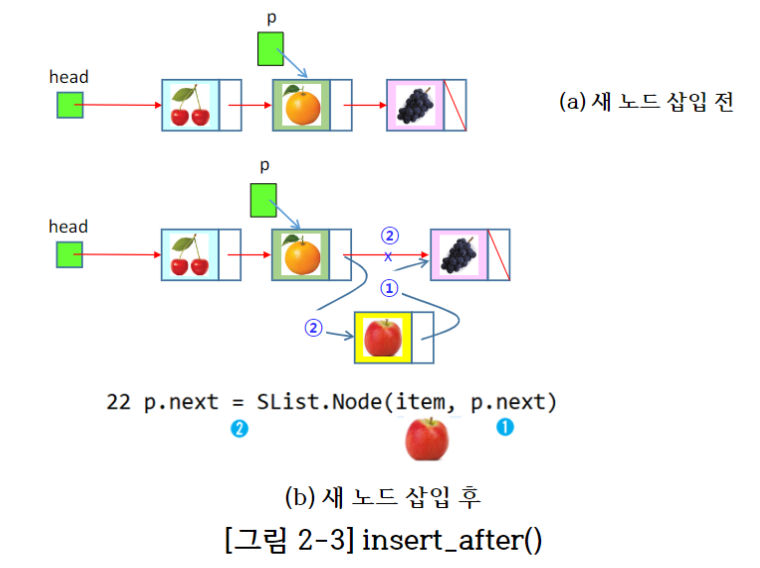 p
head
(a) 새 노드 삽입 전
p
head
②
x
①
②
22 p.next = SList.Node(item, p.next)
❷ ❶
(b) 새 노드 삽입 후
[그림 2-3] insert_after()